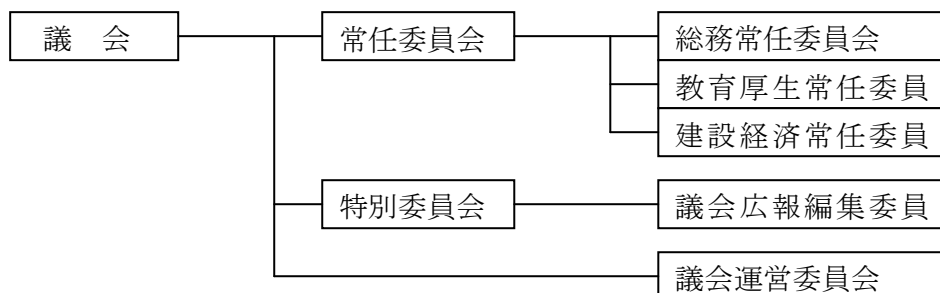 議　会
常任委員会
総務常任委員会
教育厚生常任委員
建設経済常任委員
特別委員会
議会広報編集委員
議会運営委員会